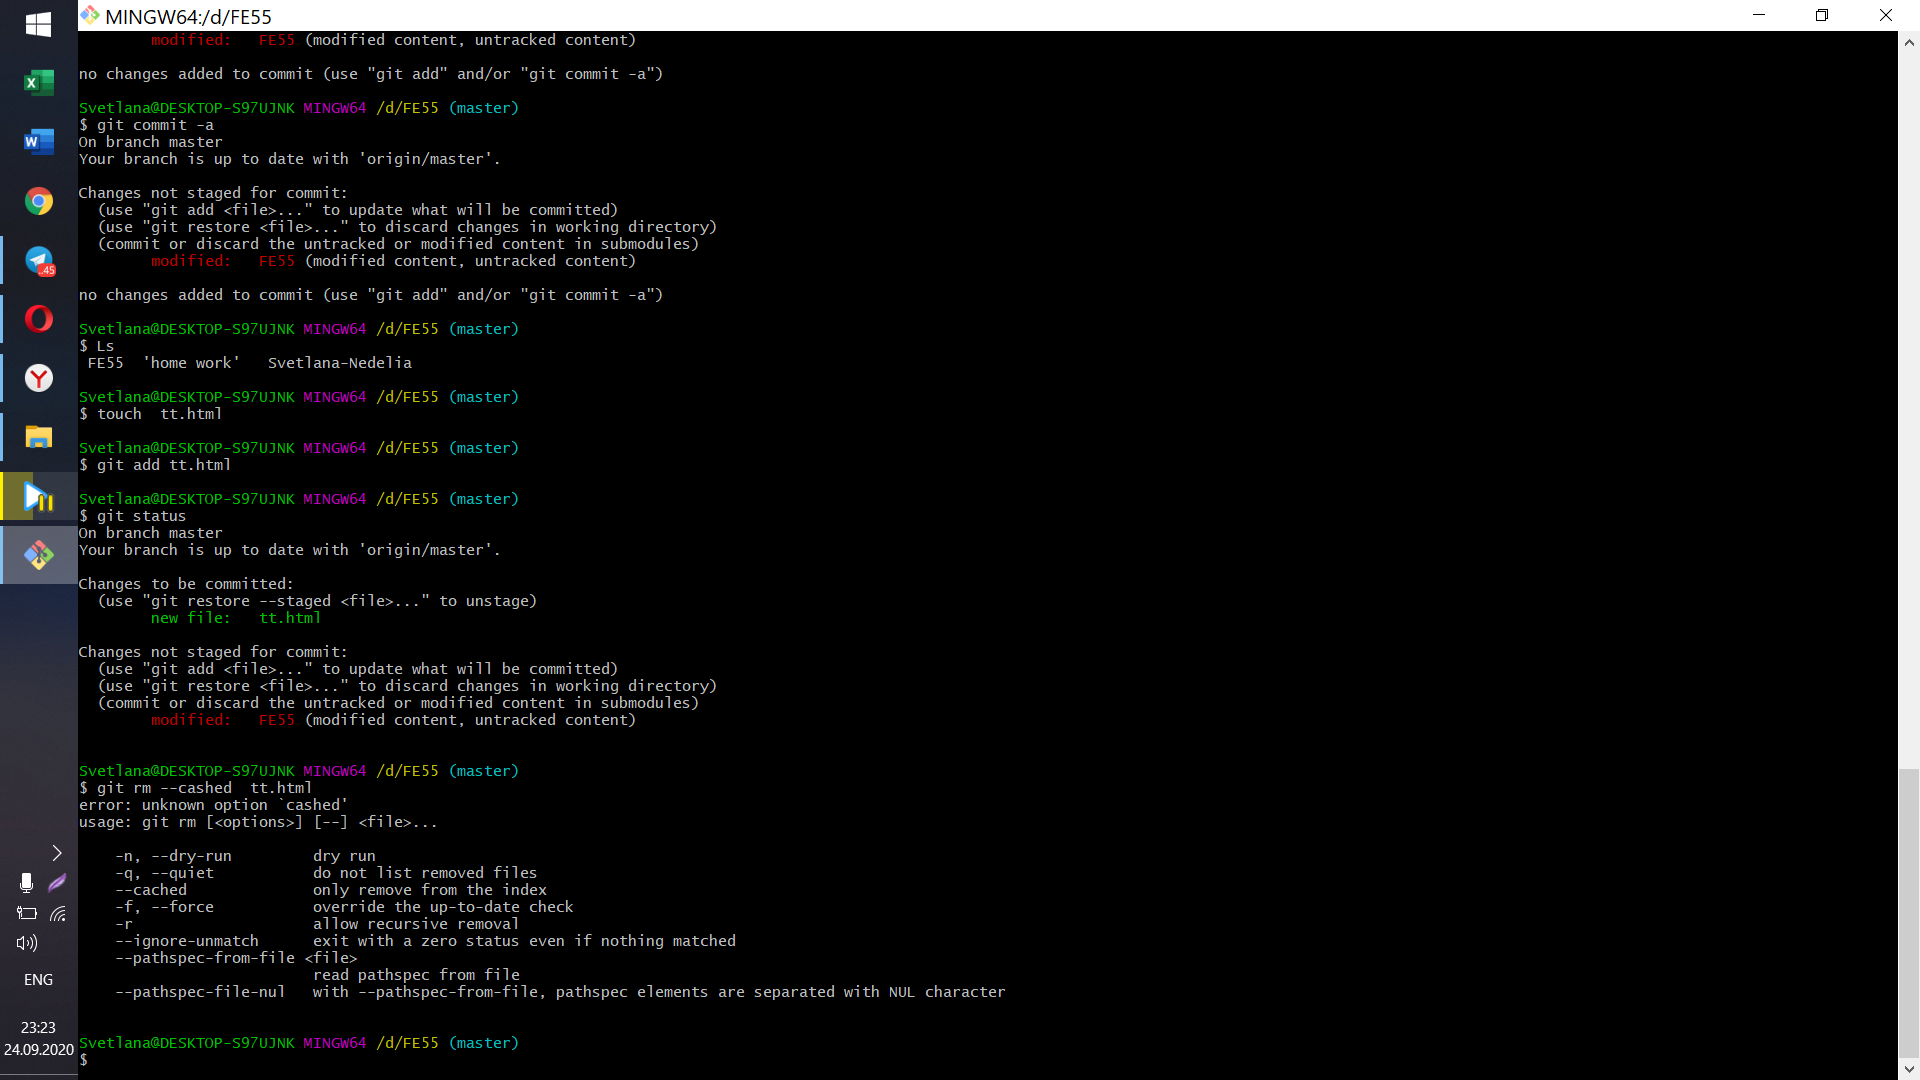 MINGW64:/d/FE55
modified:   FE55 (modified content, untracked content)
no changes added to commit (use "git add" and/or "git commit -a")
Svetlana@DESKTOP-S97UJNK MINGW64 /d/FE55 (master)
$ git commit -a
On branch master
Your branch is up to date with 'origin/master'.
Changes not staged for commit:
(use "git add <file>..." to update what will be committed)
(use "git restore <file>..." to discard changes in working directory)
(commit or discard the untracked or modified content in submodules)
modified:   FE55 (modified content, untracked content)
no changes added to commit (use "git add" and/or "git commit -a")
Svetlana@DESKTOP-S97UJNK MINGW64 /d/FE55 (master)
$ Ls
FE55  'home work'   Svetlana-Nedelia
Svetlana@DESKTOP-S97UJNK MINGW64 /d/FE55 (master)
$ touch  tt.html
Svetlana@DESKTOP-S97UJNK MINGW64 /d/FE55 (master)
$ git add tt.html
Svetlana@DESKTOP-S97UJNK MINGW64 /d/FE55 (master)
$ git status
On branch master
Your branch is up to date with 'origin/master'.
Changes to be committed:
(use "git restore --staged <file>..." to unstage)
new file:   tt.html
Changes not staged for commit:
(use "git add <file>..." to update what will be committed)
(use "git restore <file>..." to discard changes in working directory)
(commit or discard the untracked or modified content in submodules)
modified:   FE55 (modified content, untracked content)
Svetlana@DESKTOP-S97UJNK MINGW64 /d/FE55 (master)
$ git rm --cashed  tt.html
error: unknown option `cashed'
usage: git rm [<options>] [--] <file>...
-n, --dry-run         dry run
-q, --quiet           do not list removed files
--cached              only remove from the index
-f, --force           override the up-to-date check
-r                    allow recursive removal
--ignore-unmatch      exit with a zero status even if nothing matched
--pathspec-from-file <file>
read pathspec from file
--pathspec-file-nul   with --pathspec-from-file, pathspec elements are separated with NUL character
Svetlana@DESKTOP-S97UJNK MINGW64 /d/FE55 (master)
$
.45
ENG
23:23
24.09.2020